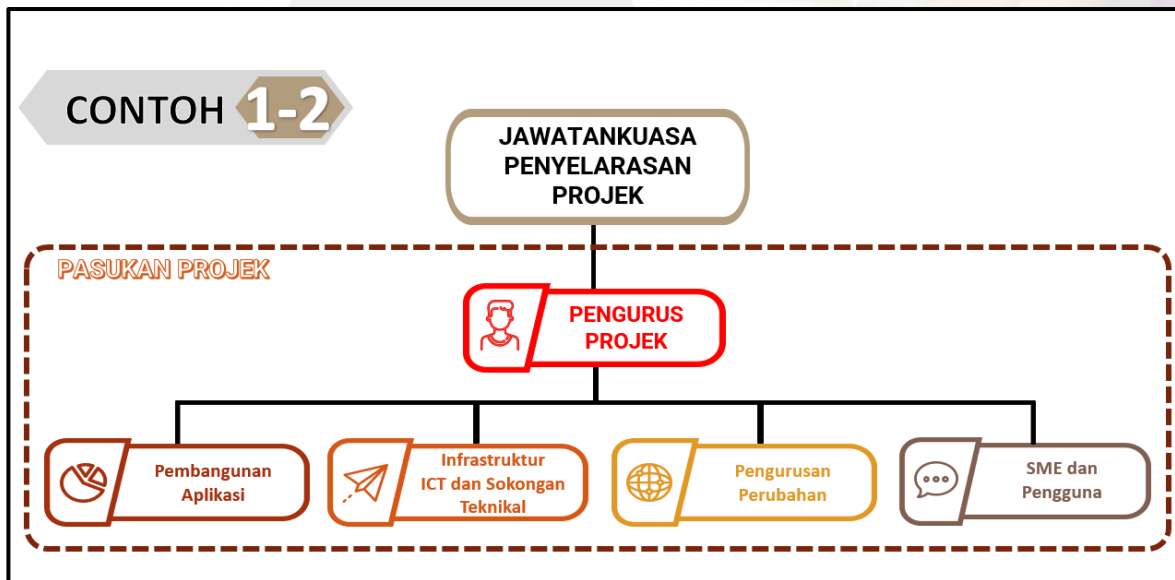 CONTOH 1-2
JAWATANKUASA
PENYELARASAN
PROJEK
PASUKAN PROJEK
PENGURUS
PROJEK
Pembangunan
Aplikasi
Infrastruktur
ICT dan Sokongan
Teknikal
Pengurusan
Perubahan
SME dan
Pengguna